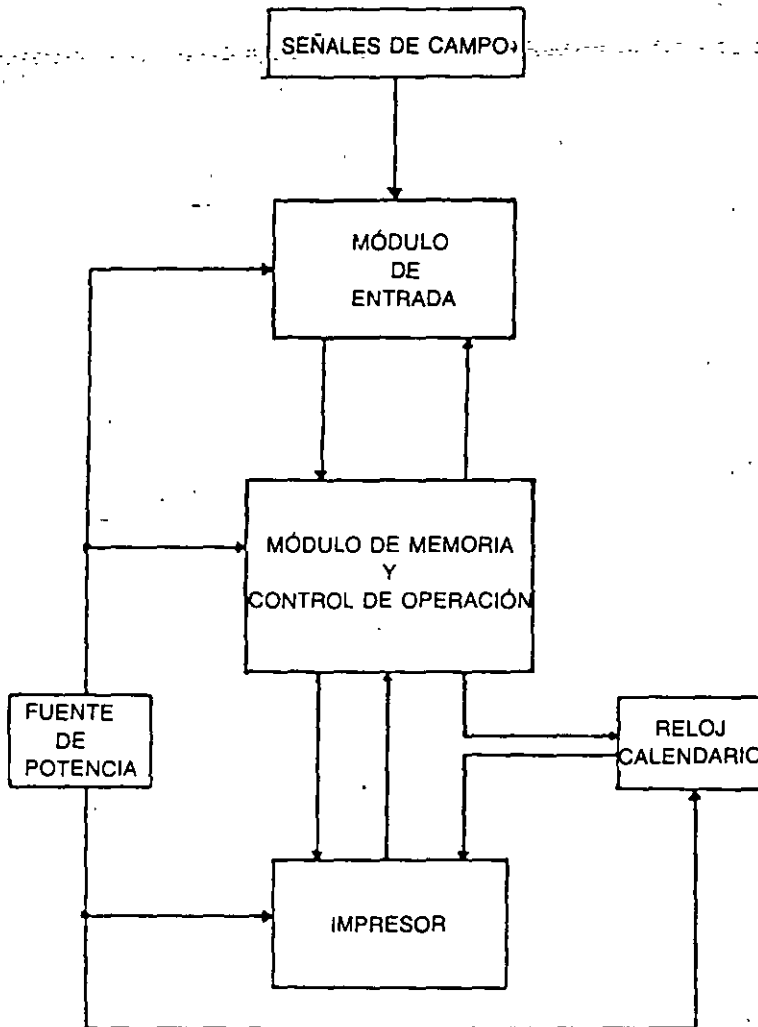 SEÑALES DE CAMPO
MÓDULO
DE
ENTRADA
MÓDULO DE MEMORIA
Y
CONTROL DE OPERACIÓN
FUENTE
DE
POTENCIA
RELOJ
CALENDARIO
IMPRESOR